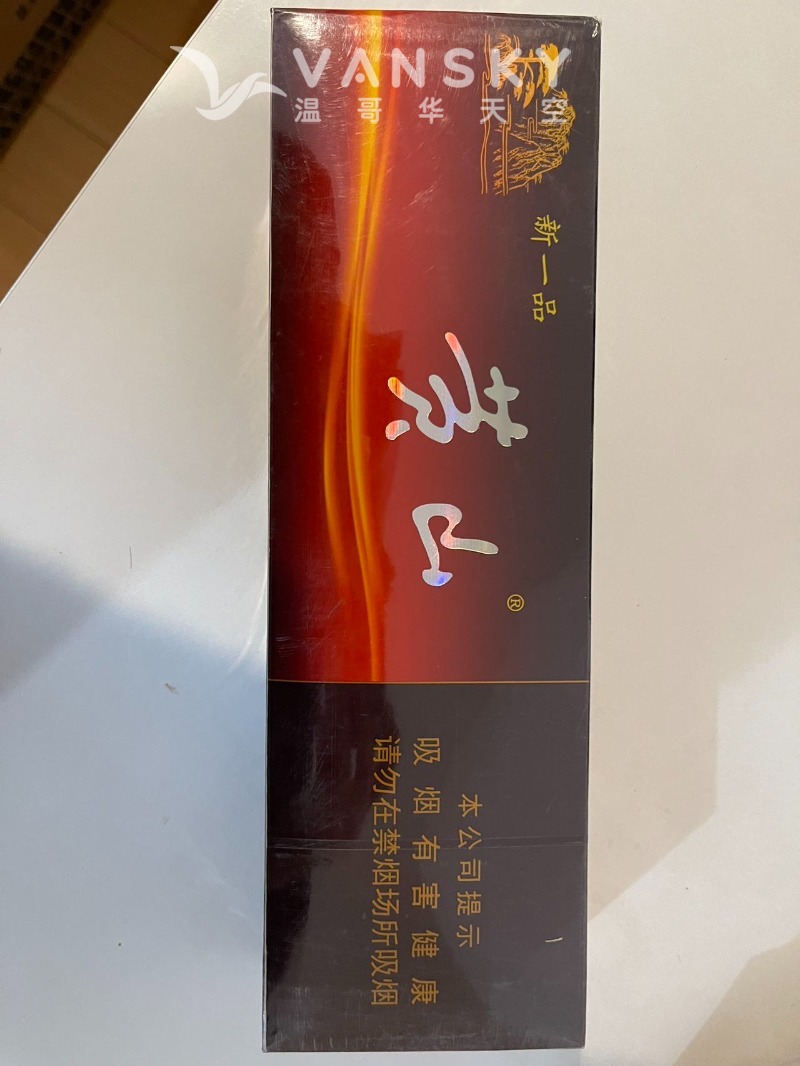 VANSKY
温哥华天空
新一品
黄山®
本公司提示
吸烟有害健康
请勿在禁烟场所吸烟